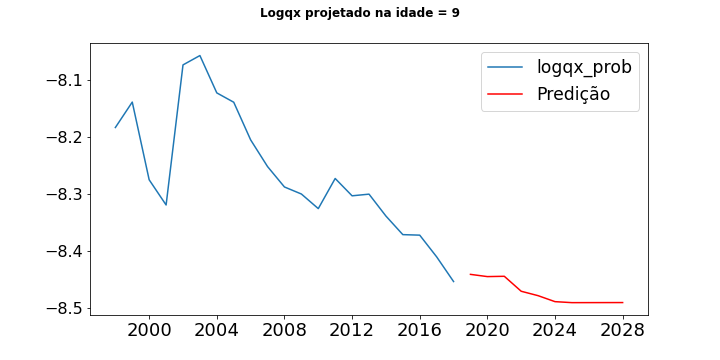 Logqx projetado na idade = 9
logqx_prob
Predição
−8.1
−8.2
−8.3
−8.4
−8.5
2000 2004 2008 2012 2016 2020 2024 2028